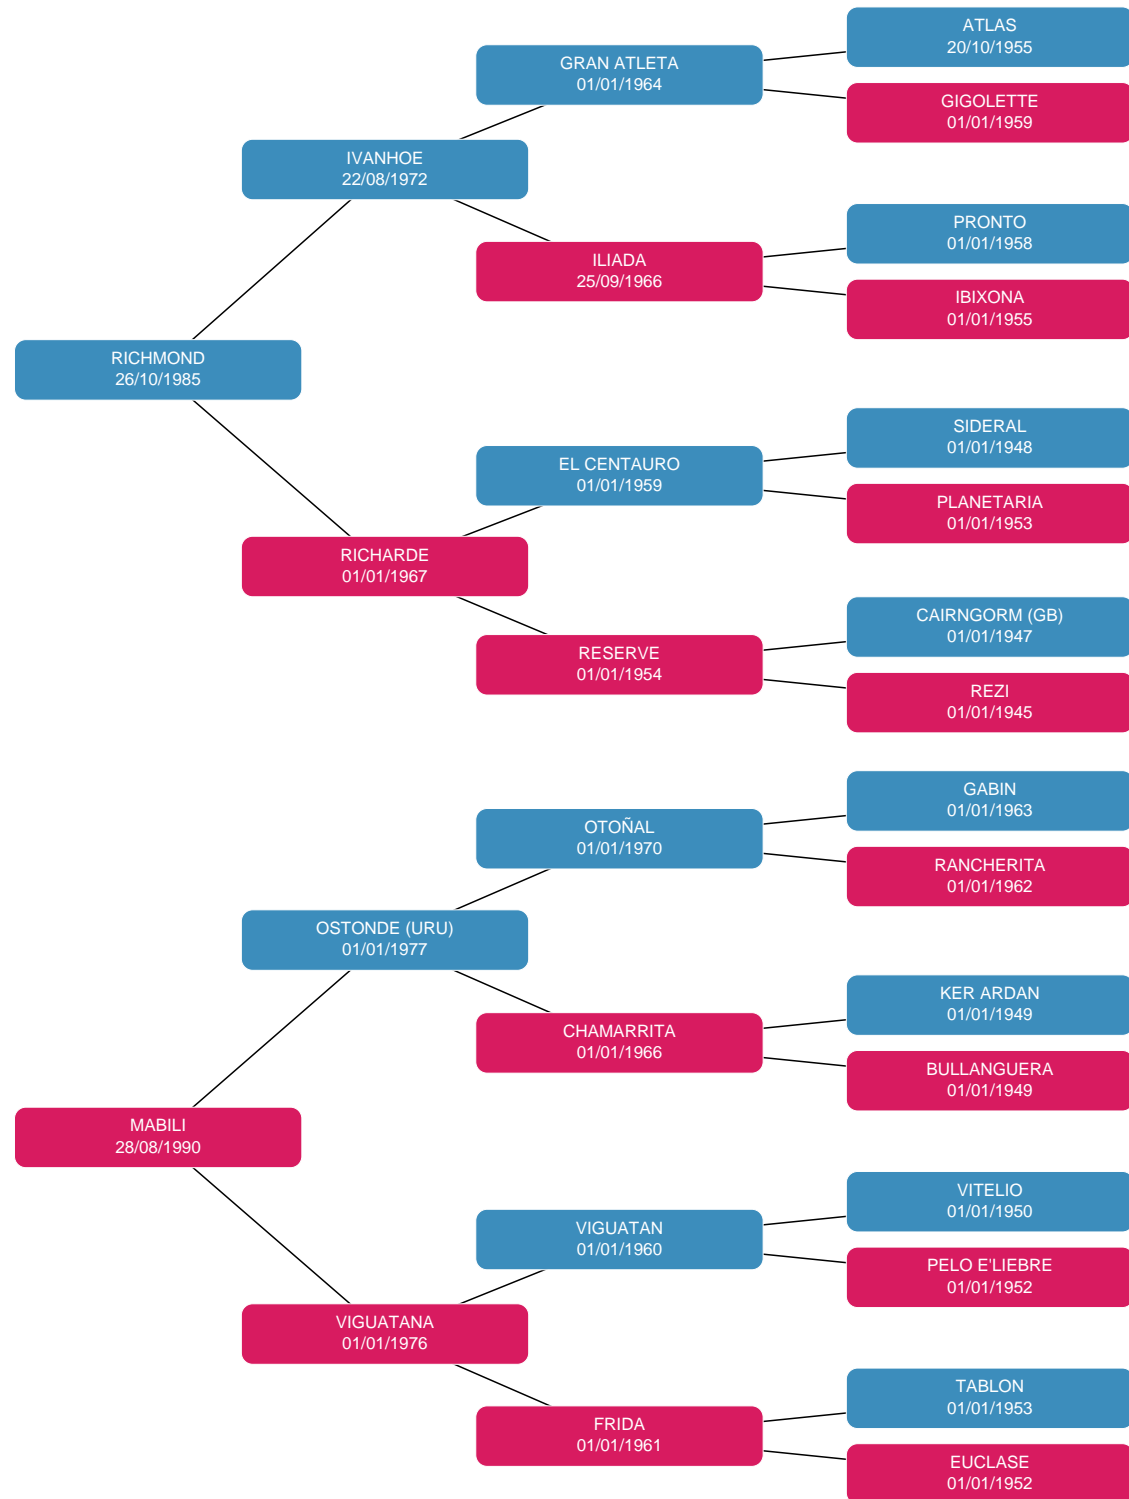 ATLAS
20/10/1955
GRAN ATLETA
01/01/1964
GIGOLETTE
01/01/1959
IVANHOE
22/08/1972
PRONTO
01/01/1958
ILIADA
25/09/1966
IBIXONA
01/01/1955
RICHMOND
26/10/1985
SIDERAL
01/01/1948
EL CENTAURO
01/01/1959
PLANETARIA
01/01/1953
RICHARDE
01/01/1967
CAIRNGORM (GB)
01/01/1947
RESERVE
01/01/1954
REZI
01/01/1945
GABIN
01/01/1963
OTOÑAL
01/01/1970
RANCHERITA
01/01/1962
OSTONDE (URU)
01/01/1977
KER ARDAN
01/01/1949
CHAMARRITA
01/01/1966
BULLANGUERA
01/01/1949
MABILI
28/08/1990
VITELIO
01/01/1950
VIGUATAN
01/01/1960
PELO E'LIEBRE
01/01/1952
VIGUATANA
01/01/1976
TABLON
01/01/1953
FRIDA
01/01/1961
EUCLASE
01/01/1952